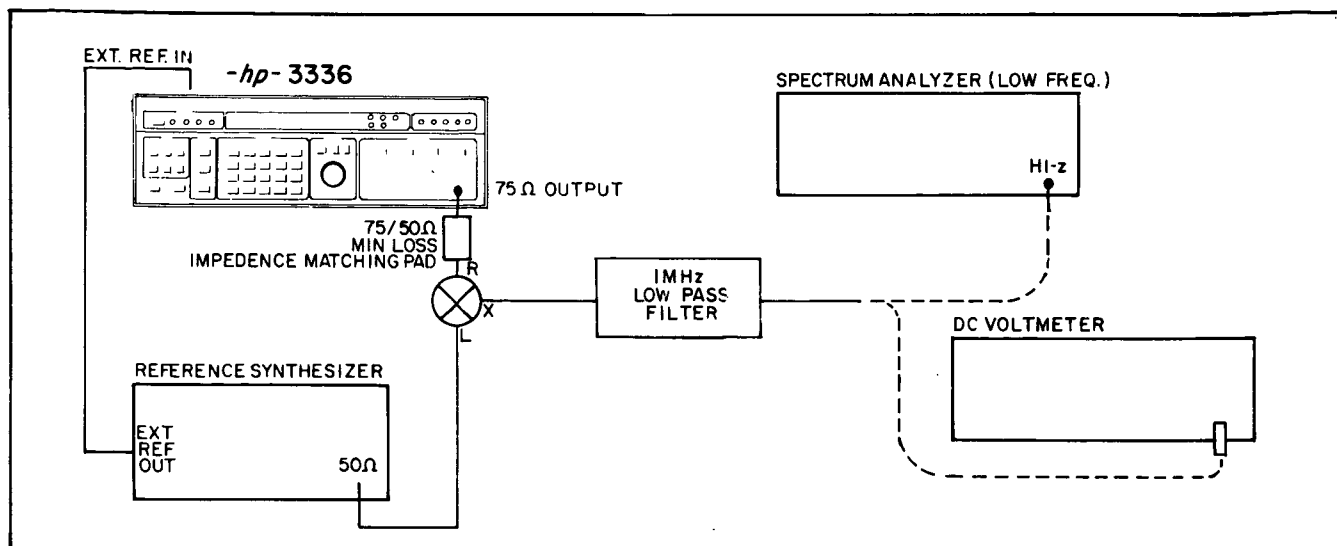 EXT. REF. IN
-hp- 3336
75Ω OUTPUT
75/50Ω
MIN LOSS
IMPEDENCE MATCHING PAD
R
X
L
1MHz
LOW PASS
FILTER
SPECTRUM ANALYZER (LOW FREQ.)
HI-z
DC VOLTMETER
REFERENCE SYNTHESIZER
EXT
REF
OUT
50Ω